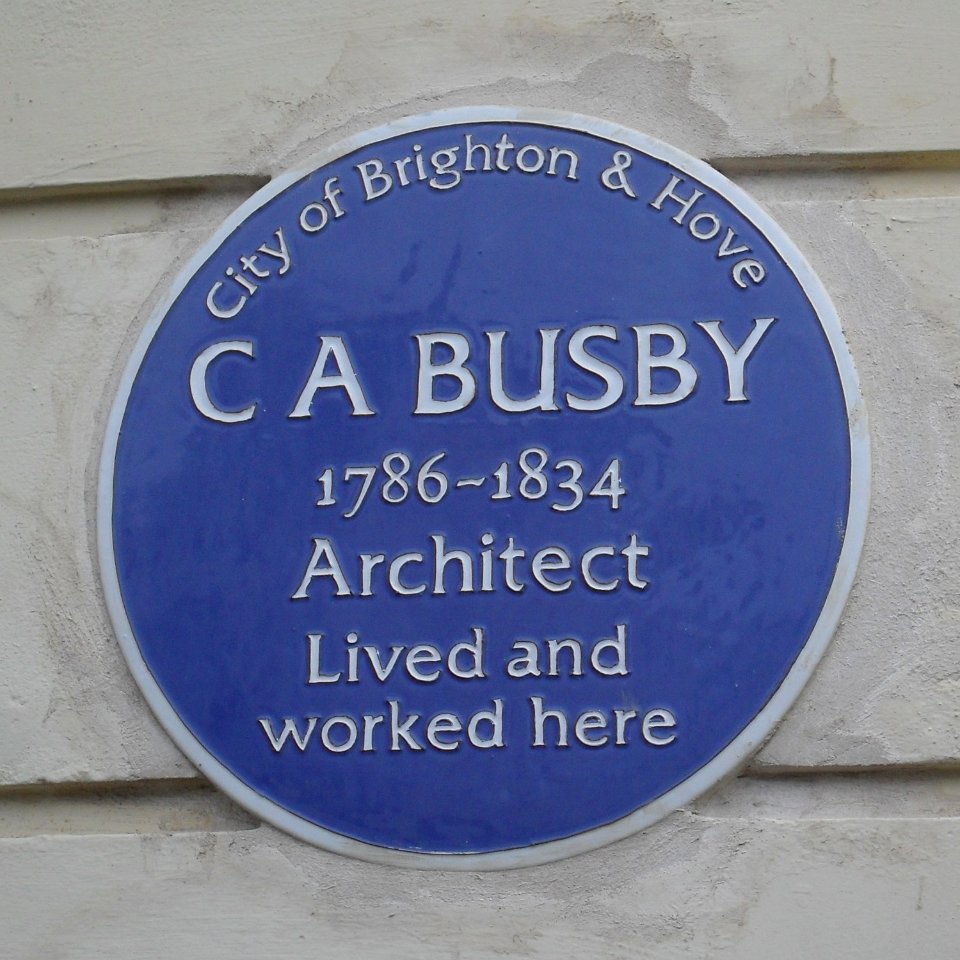 City of Brighton & Hove
C A BUSBY
1786~1834
Architect
Lived and
worked here